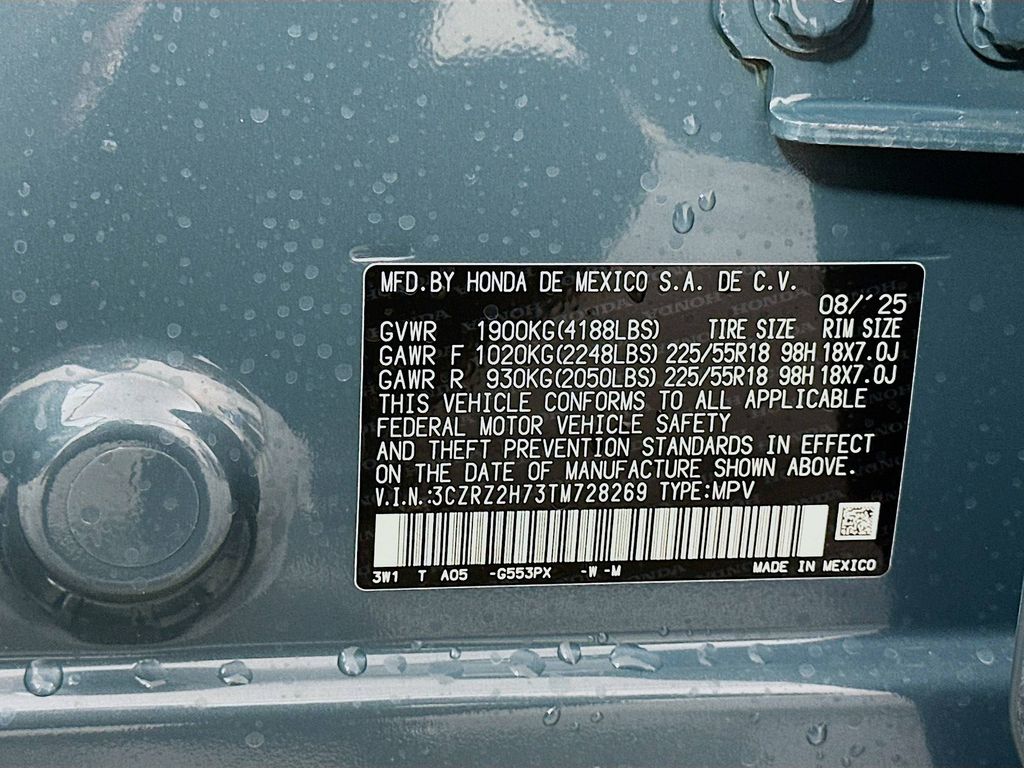 MFD.BY HONDA DE MEXICO S.A. DE C.V.
08/'25
GVWR 1900KG(4188LBS) TIRE SIZE RIM SIZE
GAWR F 1020KG(2248LBS) 225/55R18 98H 18X7.0J
GAWR R 930KG(2050LBS) 225/55R18 98H 18X7.0J
THIS VEHICLE CONFORMS TO ALL APPLICABLE
FEDERAL MOTOR VEHICLE SAFETY
AND THEFT PREVENTION STANDARDS IN EFFECT
ON THE DATE OF MANUFACTURE SHOWN ABOVE.
V.I.N.:3CZRZ2H73TM728269 TYPE:MPV
3W1 T A05 -G553PX -W -M MADE IN MEXICO